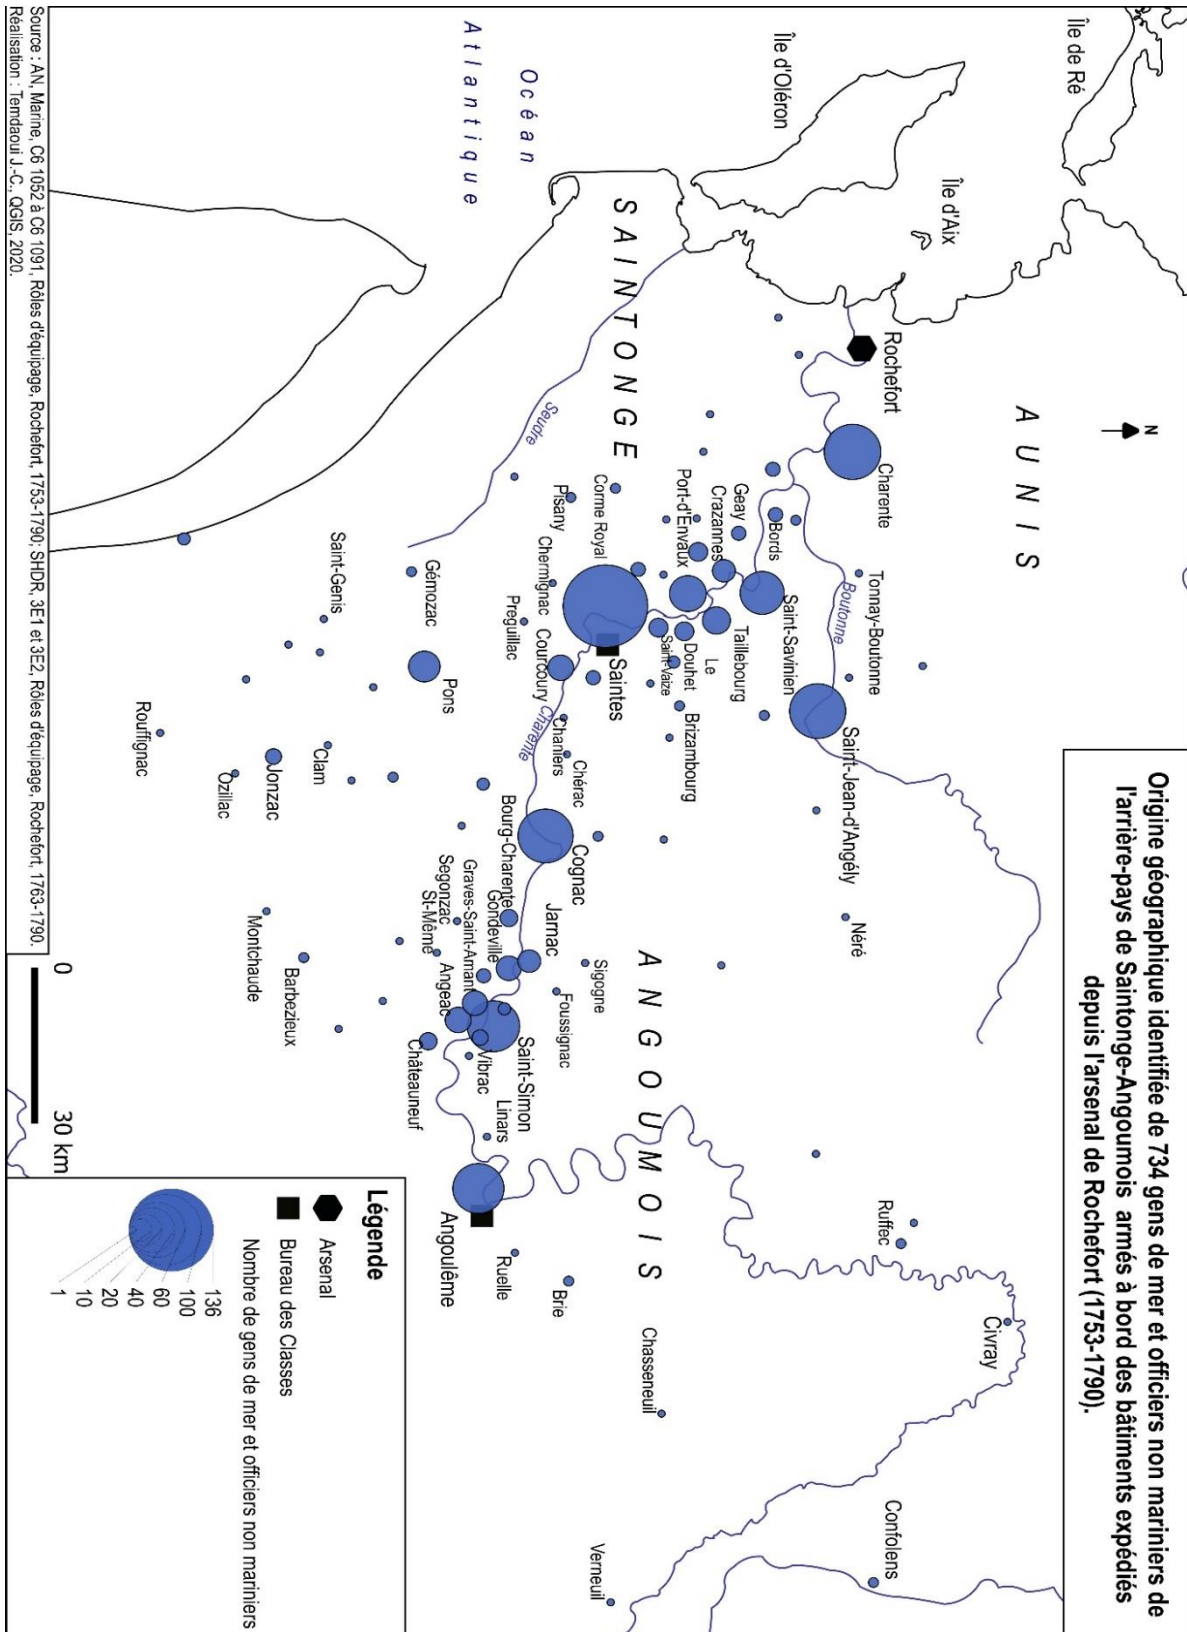 Origine géographique identifiée de 734 gens de mer et officiers non mariniers de
l'arrière-pays de Saintonge-Angoumois armés à bord des bâtiments expédiés
depuis l'arsenal de Rochefort (1753-1790).
N
Île de Ré
Île d'Oléron
Île d'Aix
Océan
Atlantique
AUNIS
SAINTONGE
ANGOUMOIS
Rochefort
Charente
Tonnay-Boutonne
Boutonne
Bords
Geay
Crazannes
Port-d'Envaux
Saint-Savinien
Saint-Jean-d'Angély
Taillebourg
Le
Douhet
Saint-Vaize
Brizambourg
Néré
Corme Royal
Pisany
Seudre
Saintes
Chermignac
Preguillac
Courcoury
Chaniers
Charente
Chérac
Gémozac
Saint-Genis
Pons
Clam
Jonzac
Ozillac
Rouffignac
Cognac
Bourg-Charente
Jarnac
Gondeville
Graves-Saint-Amant
Segonzac
St-Même
Angeac
Sigogne
Foussignac
Saint-Simon
Vibrac
Linars
Châteauneuf
Barbezieux
Montchaude
Angoulême
Ruelle
Brie
Ruffec
Civray
Chasseneuil
Confolens
Verneuil
0
30 km
Légende
Arsenal
Bureau des Classes
Nombre de gens de mer et officiers non mariniers
136
100
60
40
20
10
1
Source : AN, Marine, C6 1052 à C6 1091, Rôles d'équipage, Rochefort, 1753-1790; SHDR, 3E1 et 3E2, Rôles d'équipage, Rochefort, 1763-1790.
Réalisation : Temdaoui J.-C., QGIS, 2020.